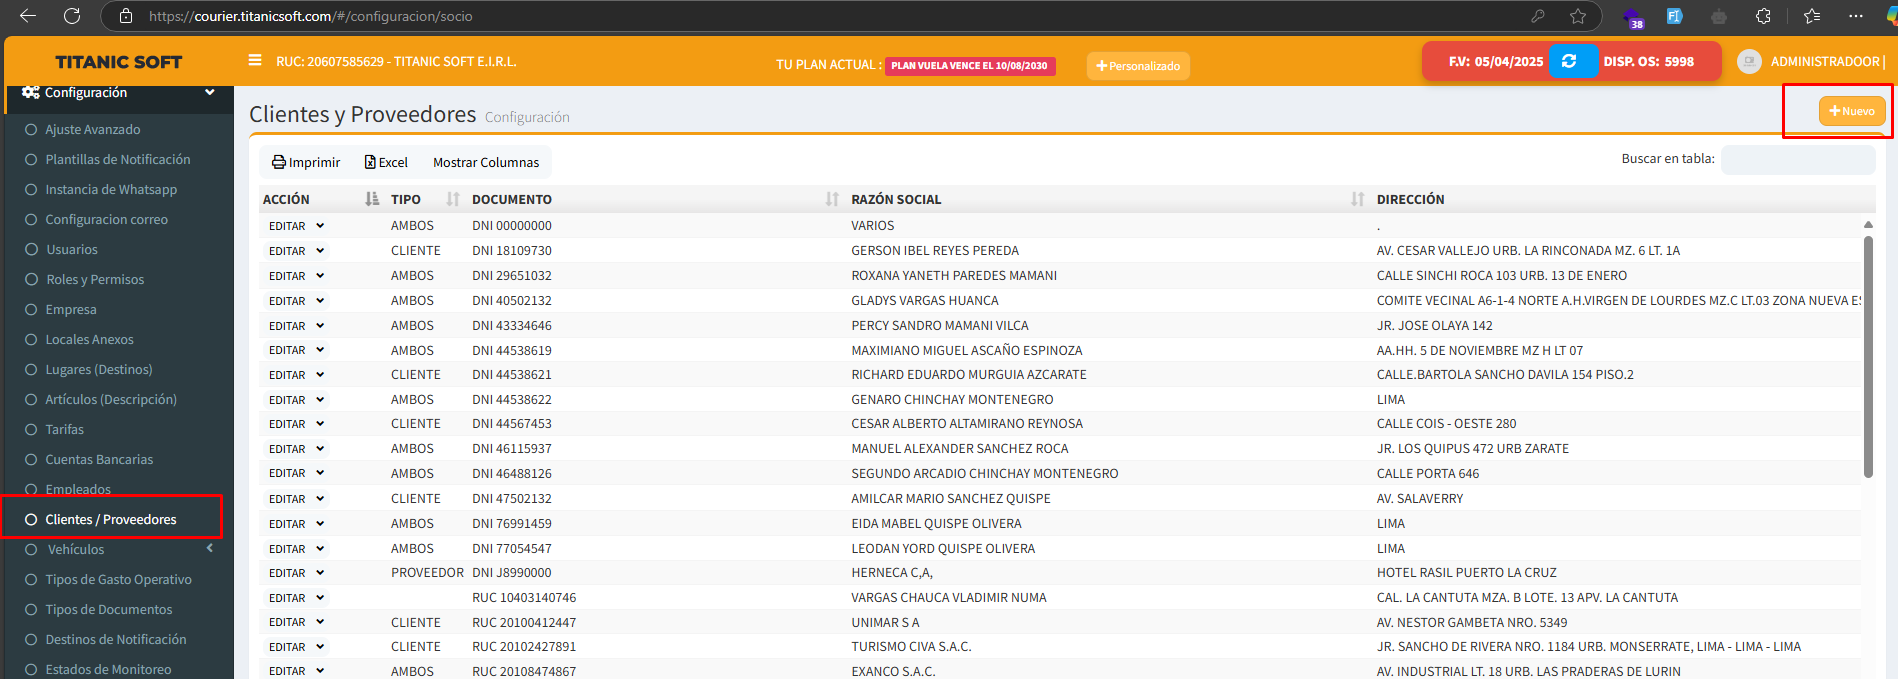 https://courier.titanicsoft.com/#/configuracion/socio
38
TITANIC SOFT
RUC: 20607585629 - TITANIC SOFT E.I.R.L.
TU PLAN ACTUAL : PLAN VUELA VENCE EL 10/08/2030
Personalizado
F.V: 05/04/2025
DISP. OS: 5998
ADMINISTRADOOR |
Configuración
Ajuste Avanzado
Plantillas de Notificación
Instancia de Whatsapp
Configuracion correo
Usuarios
Roles y Permisos
Empresa
Locales Anexos
Lugares (Destinos)
Artículos (Descripción)
Tarifas
Cuentas Bancarias
Empleados
Clientes / Proveedores
Vehículos
Tipos de Gasto Operativo
Tipos de Documentos
Destinos de Notificación
Estados de Monitoreo
Clientes y Proveedores Configuración
Nuevo
Imprimir Excel Mostrar Columnas
Buscar en tabla:
ACCIÓN TIPO DOCUMENTO RAZÓN SOCIAL DIRECCIÓN
EDITAR AMBOS DNI 00000000 VARIOS .
EDITAR CLIENTE DNI 18109730 GERSON IBEL REYES PEREDA AV. CESAR VALLEJO URB. LA RINCONADA MZ. 6 LT. 1A
EDITAR AMBOS DNI 29651032 ROXANA YANETH PAREDES MAMANI CALLE SINCHI ROCA 103 URB. 13 DE ENERO
EDITAR AMBOS DNI 40502132 GLADYS VARGAS HUANCA COMITE VECINAL A6-1-4 NORTE A.H.VIRGEN DE LOURDES MZ.C LT.03 ZONA NUEVA ES
EDITAR AMBOS DNI 43334646 PERCY SANDRO MAMANI VILCA JR. JOSE OLAYA 142
EDITAR AMBOS DNI 44538619 MAXIMIANO MIGUEL ASCAÑO ESPINOZA AA.HH. 5 DE NOVIEMBRE MZ H LT 07
EDITAR CLIENTE DNI 44538621 RICHARD EDUARDO MURGUIA AZCARATE CALLE.BARTOLA SANCHO DAVILA 154 PISO.2
EDITAR AMBOS DNI 44538622 GENARO CHINCHAY MONTENEGRO LIMA
EDITAR CLIENTE DNI 44567453 CESAR ALBERTO ALTAMIRANO REYNOSA CALLE COIS - OESTE 280
EDITAR AMBOS DNI 46115937 MANUEL ALEXANDER SANCHEZ ROCA JR. LOS QUIPUS 472 URB ZARATE
EDITAR AMBOS DNI 46488126 SEGUNDO ARCADIO CHINCHAY MONTENEGRO CALLE PORTA 646
EDITAR CLIENTE DNI 47502132 AMILCAR MARIO SANCHEZ QUISPE AV. SALAVERRY
EDITAR AMBOS DNI 76991459 EIDA MABEL QUISPE OLIVERA LIMA
EDITAR AMBOS DNI 77054547 LEODAN YORD QUISPE OLIVERA LIMA
EDITAR PROVEEDOR DNI J8990000 HERNECA C,A, HOTEL RASIL PUERTO LA CRUZ
EDITAR RUC 10403140746 VARGAS CHAUCA VLADIMIR NUMA CAL. LA CANTUTA MZA. B LOTE. 13 APV. LA CANTUTA
EDITAR CLIENTE RUC 20100412447 UNIMAR S A AV. NESTOR GAMBETA NRO. 5349
EDITAR CLIENTE RUC 20102427891 TURISMO CIVA S.A.C. JR. SANCHO DE RIVERA NRO. 1184 URB. MONSERRATE, LIMA - LIMA - LIMA
EDITAR AMBOS RUC 20108474867 EXANCO S.A.C. AV. INDUSTRIAL LT. 18 URB. LAS PRADERAS DE LURIN